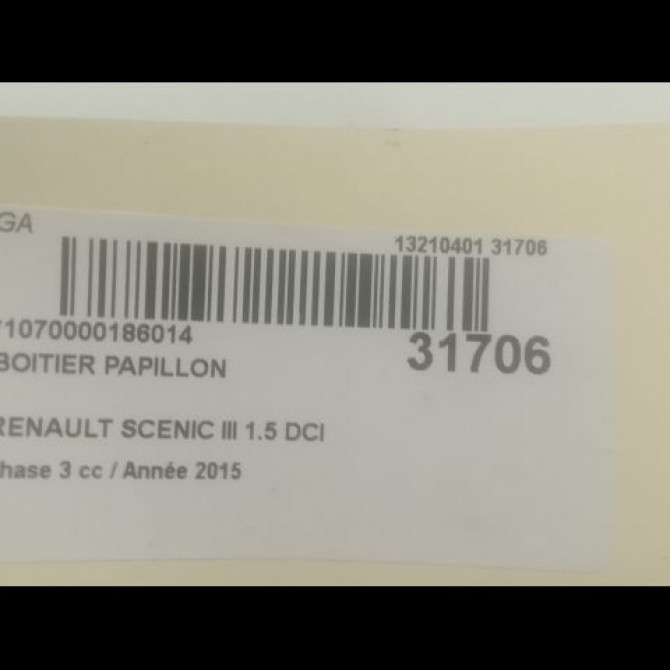 GA
13210401 31706
1070000186014
31706
BOITIER PAPILLON
RENAULT SCENIC III 1.5 DCI
hase 3 cc / Année 2015